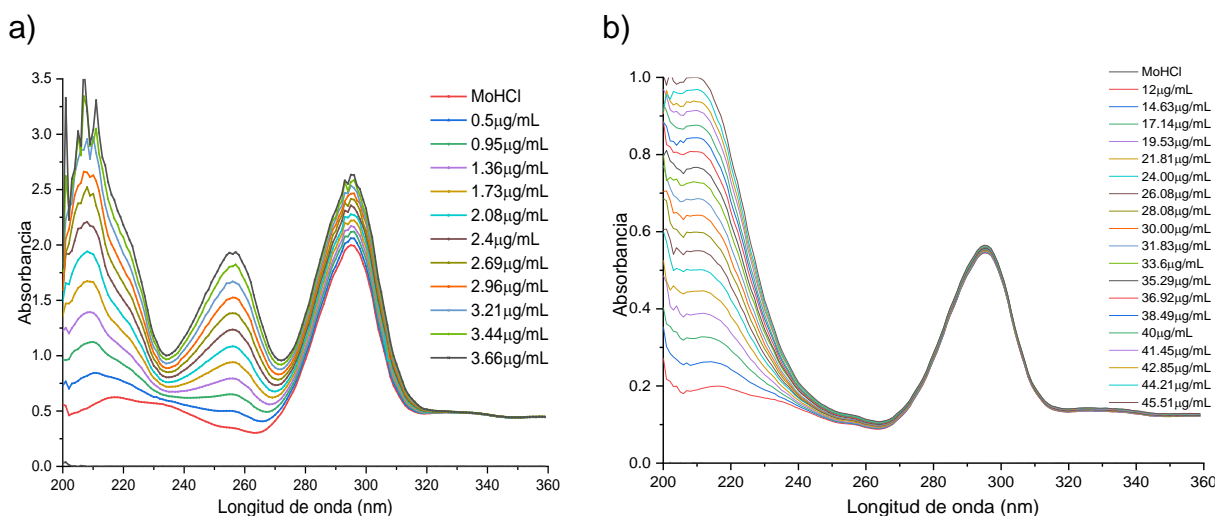 a)
3.5
3.0
2.5
2.0
1.5
1.0
0.5
0.0
Absorbancia
200 220 240 260 280 300 320 340 360
Longitud de onda (nm)
MoHCl
0.5μg/mL
0.95μg/mL
1.36μg/mL
1.73μg/mL
2.08μg/mL
2.4μg/mL
2.69μg/mL
2.96μg/mL
3.21μg/mL
3.44μg/mL
3.66μg/mL
b)
1.0
0.8
0.6
0.4
0.2
0.0
Absorbancia
200 220 240 260 280 300 320 340 360
Longitud de onda (nm)
MoHCl
12μg/mL
14.63μg/mL
17.14μg/mL
19.53μg/mL
21.81μg/mL
24.00μg/mL
26.08μg/mL
28.08μg/mL
30.00μg/mL
31.83μg/mL
33.6μg/mL
35.29μg/mL
36.92μg/mL
38.49μg/mL
40μg/mL
41.45μg/mL
42.85μg/mL
44.21μg/mL
45.51μg/mL